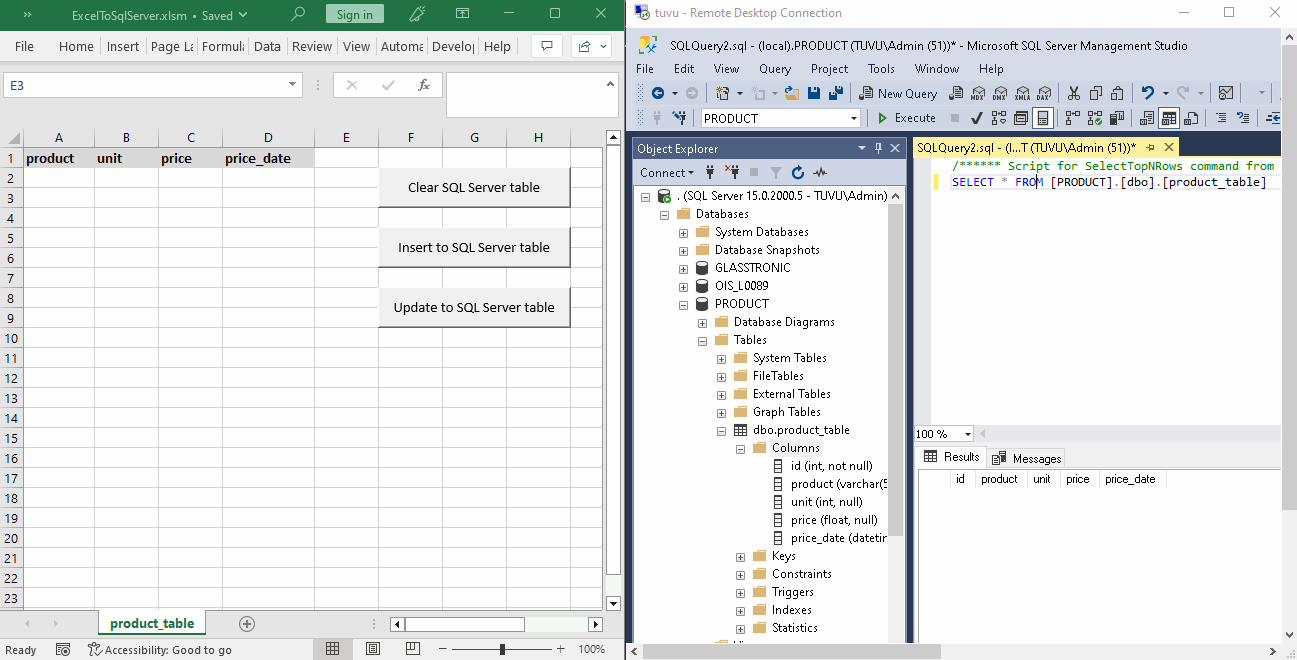 ExcelToSqlServer.xlsm • Saved
Sign in
File Home Insert Page La Formula Data Review View Automa Develop Help
E3
fx
A B C D E F G H
1 product unit price price_date
2
3
4
5
6
7
8
9
10
11
12
13
14
15
16
17
18
19
20
21
22
23
Clear SQL Server table
Insert to SQL Server table
Update to SQL Server table
product_table
Ready
Accessibility: Good to go
100%
tuvu - Remote Desktop Connection
SQLQuery2.sql - (local).PRODUCT (TUVU\Admin (51))* - Microsoft SQL Server Management Studio
File Edit View Query Project Tools Window Help
New Query MDX DMX XMLA DAX
PRODUCT
Execute
Object Explorer
Connect
. (SQL Server 15.0.2000.5 - TUVU\Admin)
Databases
System Databases
Database Snapshots
GLASSTRONIC
OIS_L0089
PRODUCT
Database Diagrams
Tables
System Tables
FileTables
External Tables
Graph Tables
dbo.product_table
Columns
id (int, not null)
product (varchar(5
unit (int, null)
price (float, null)
price_date (datetin
Keys
Constraints
Triggers
Indexes
Statistics
SQLQuery2.sql - (l...T (TUVU\Admin (51))*
/****** Script for SelectTopNRows command from
SELECT * FROM [PRODUCT].[dbo].[product_table]
100 %
Results Messages
id product unit price price_date